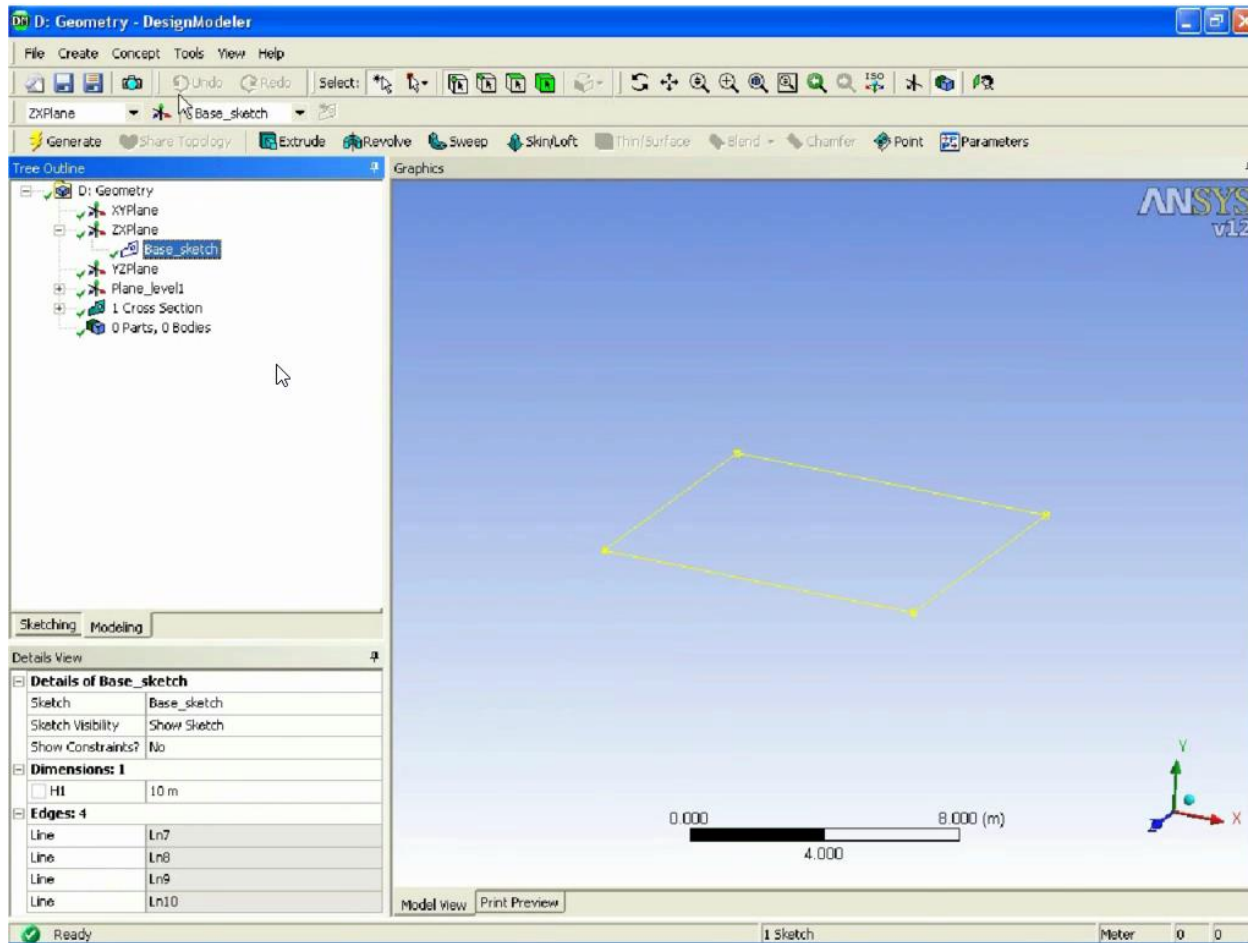 D: Geometry - DesignModeler
File Create Concept Tools View Help
Undo Redo Select: ISO
ZXPlane Base_sketch
Generate Share Topology Extrude Revolve Sweep Skin/Loft Thin/Surface Blend Chamfer Point Parameters
Tree Outline
D: Geometry
XYPlane
ZXPlane
Base_sketch
YZPlane
Plane_level1
1 Cross Section
0 Parts, 0 Bodies
Sketching Modeling
Details View
Details of Base_sketch
Sketch Base_sketch
Sketch Visibility Show Sketch
Show Constraints? No
Dimensions: 1
H1 10 m
Edges: 4
Line Ln7
Line Ln8
Line Ln9
Line Ln10
Graphics
ANSYS
v12
Y
X
0.000 8.000 (m)
4.000
Model View Print Preview
Ready 1 Sketch Meter 0 0